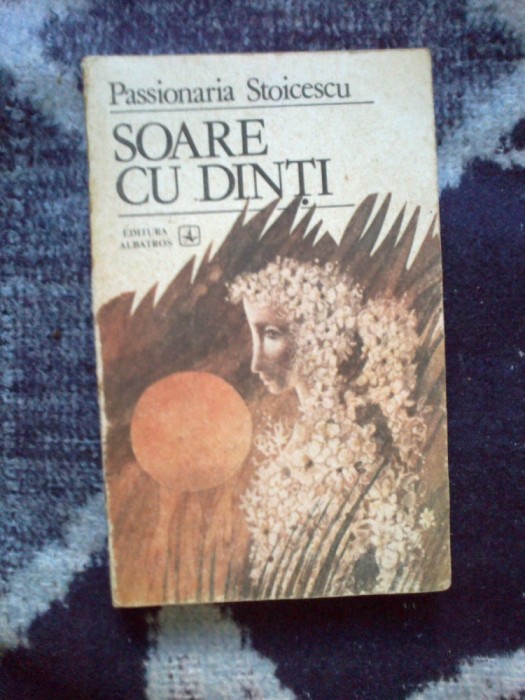 Passionaria Stoicescu
SOARE
CU DINȚI
EDITURA
ALBATROS